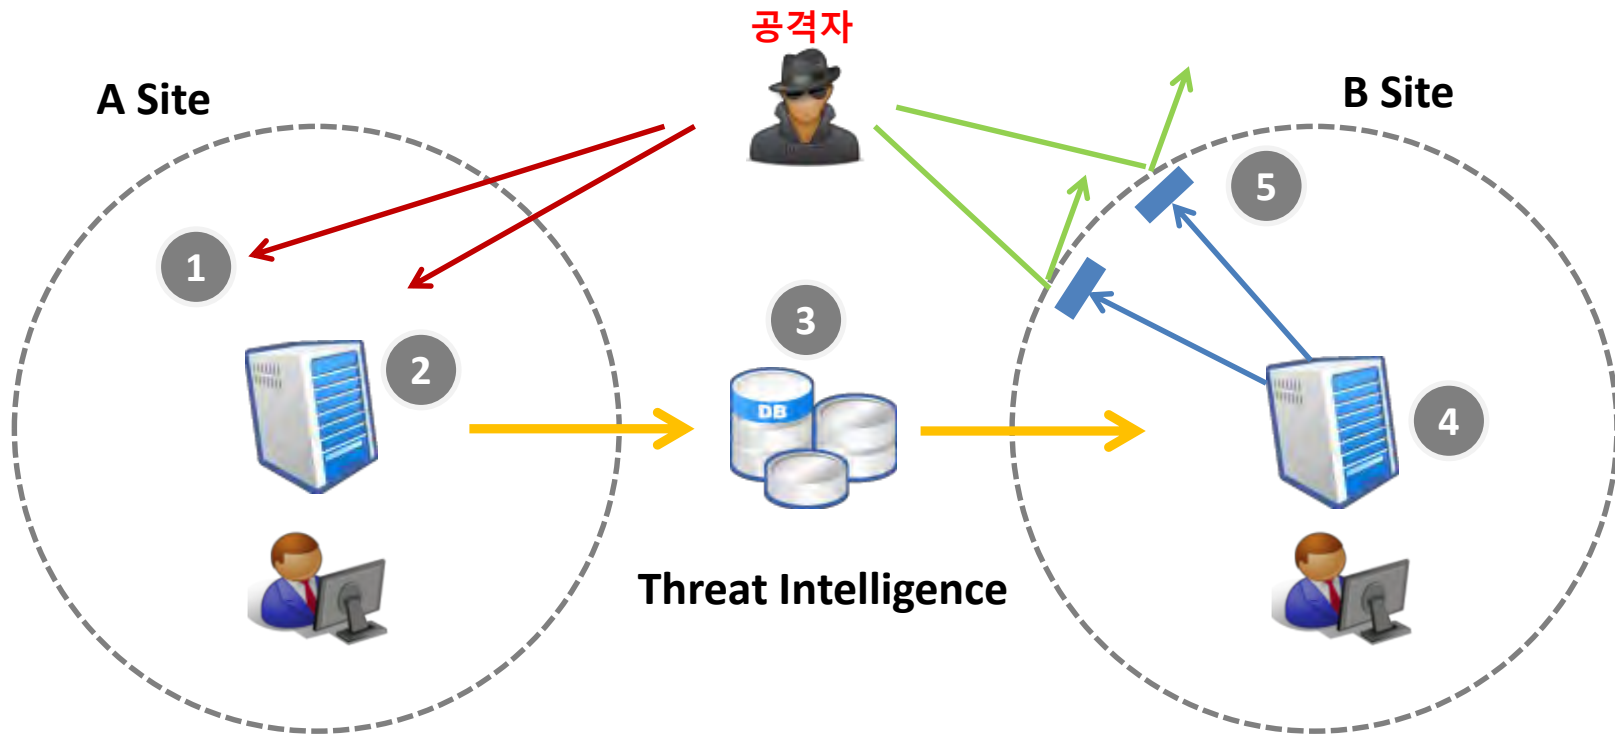 공격자
A Site
B Site
1
2
3
4
5
DB
Threat Intelligence